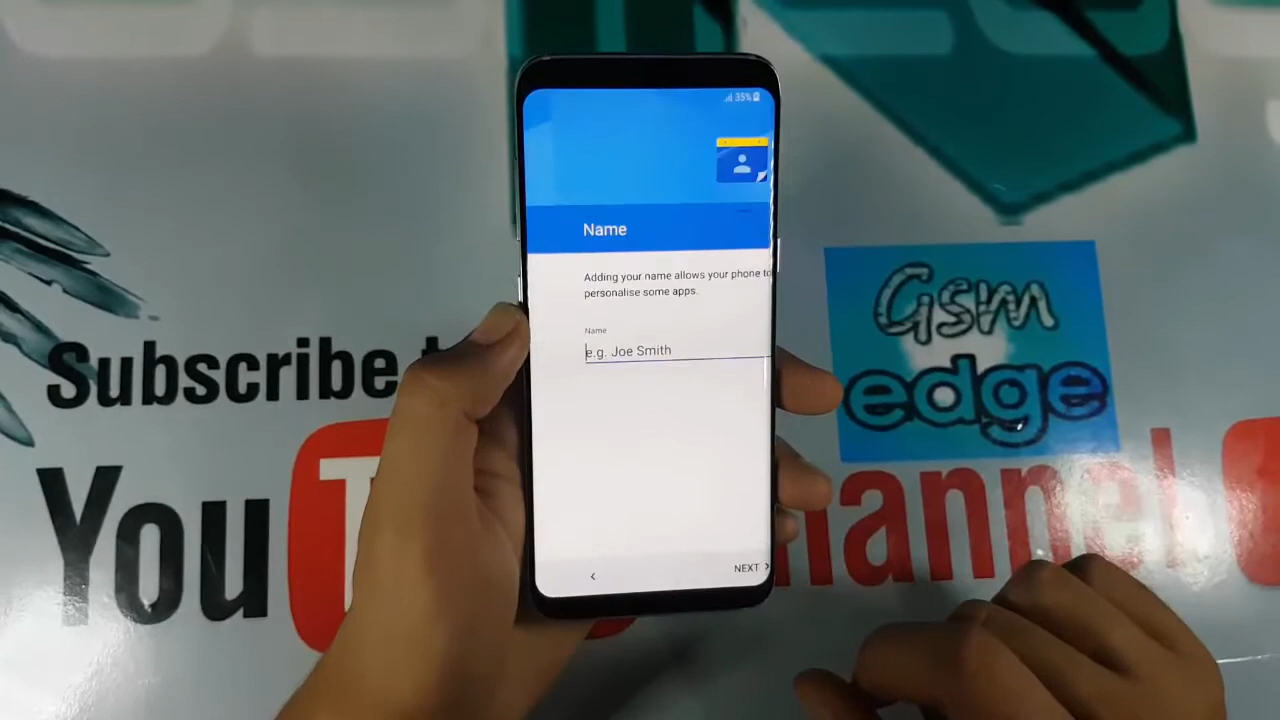 35%
Name
Adding your name allows your phone to
personalise some apps.
Name
e.g. Joe Smith
NEXT
Subscribe
You
Gsm
edge